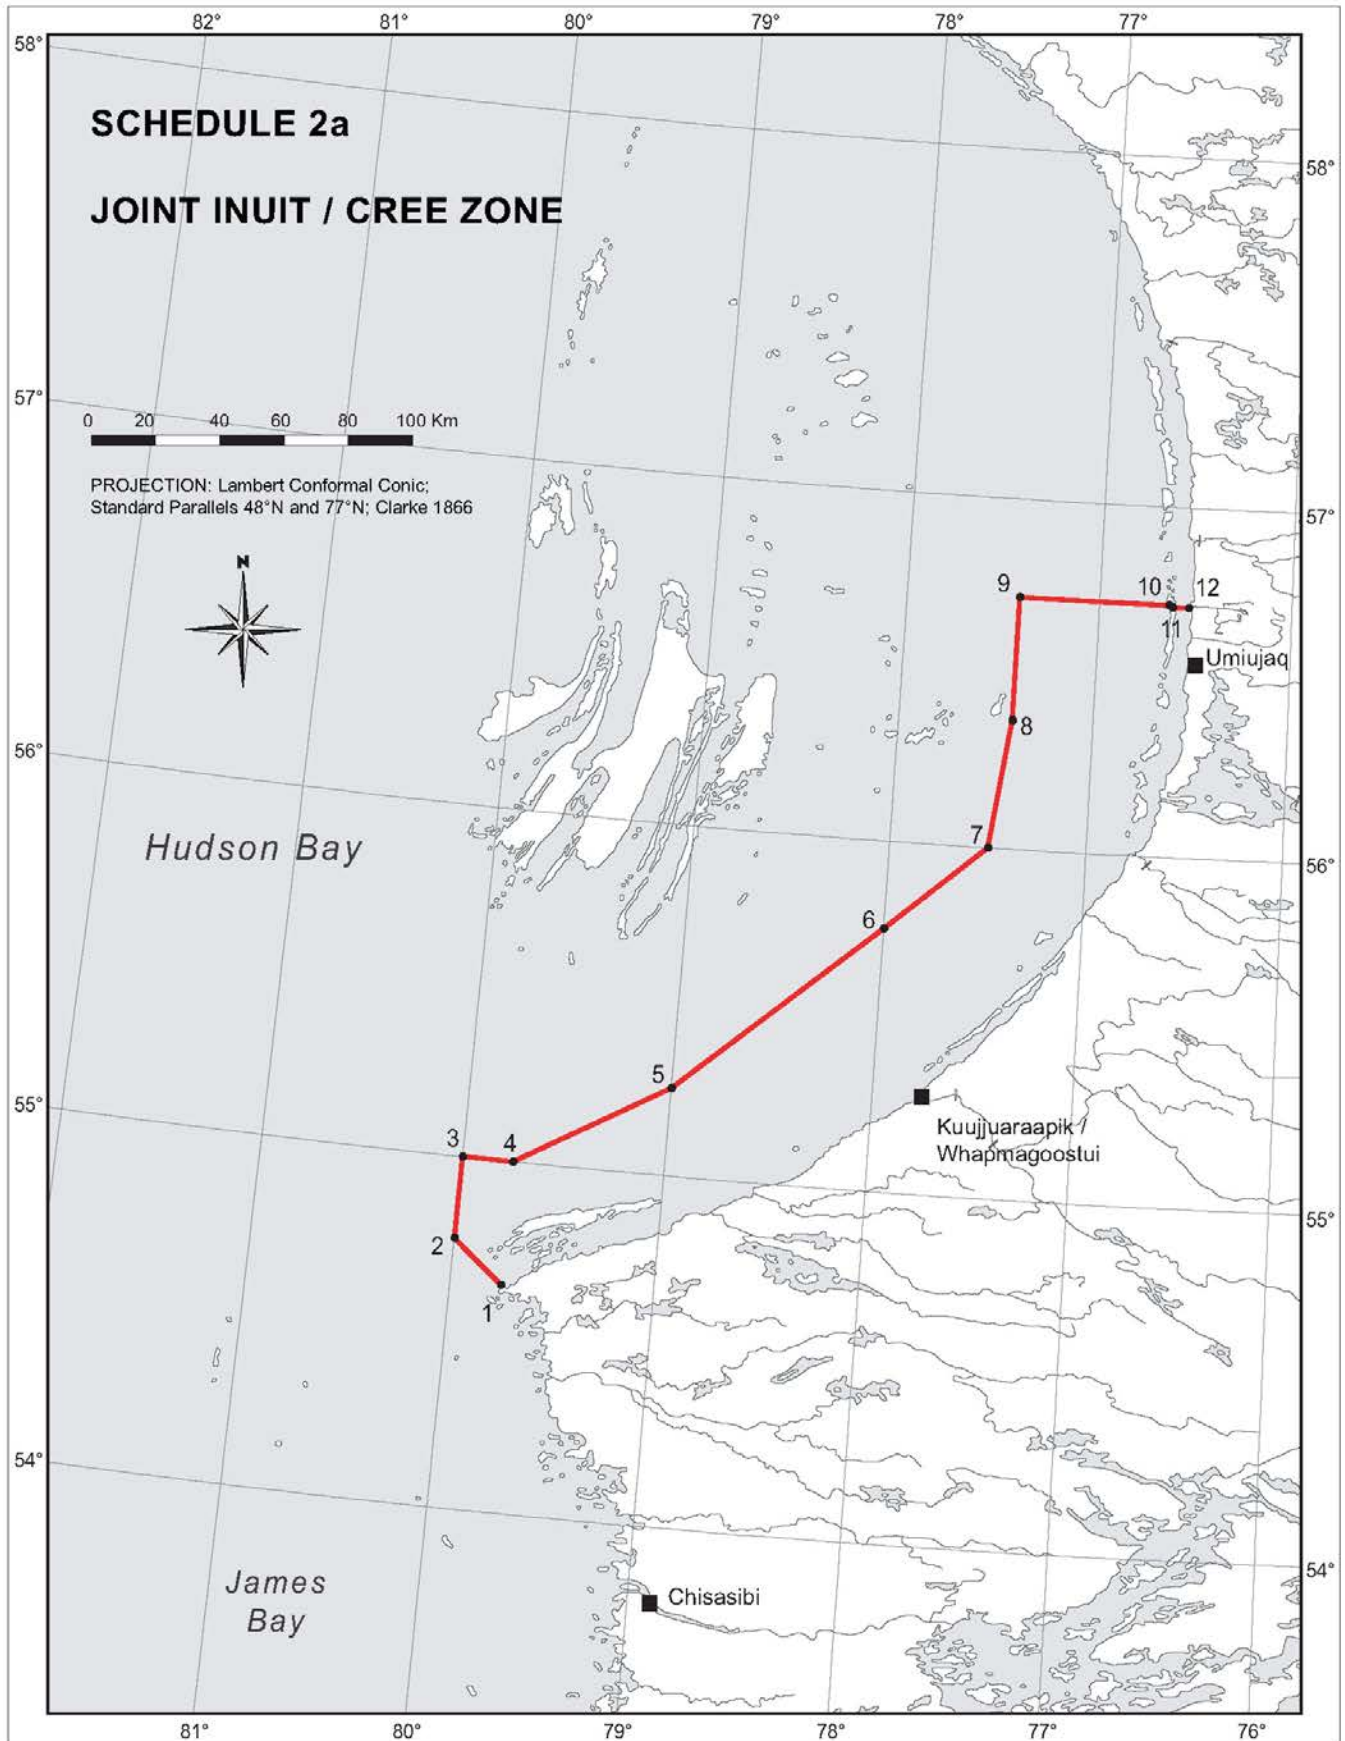 82° 81° 80° 79° 78° 77°
58°
SCHEDULE 2a
JOINT INUIT / CREE ZONE
58°
57°
0 20 40 60 80 100 Km
PROJECTION: Lambert Conformal Conic;
Standard Parallels 48°N and 77°N; Clarke 1866
57°
N
9 10 12
11
Umiujaq
8
56°
7
Hudson Bay
56°
6
5
55°
Kuujjuaraapik /
Whapmagoostui
3 4
55°
2
1
54°
54°
James
Bay
Chisasibi
81° 80° 79° 78° 77° 76°